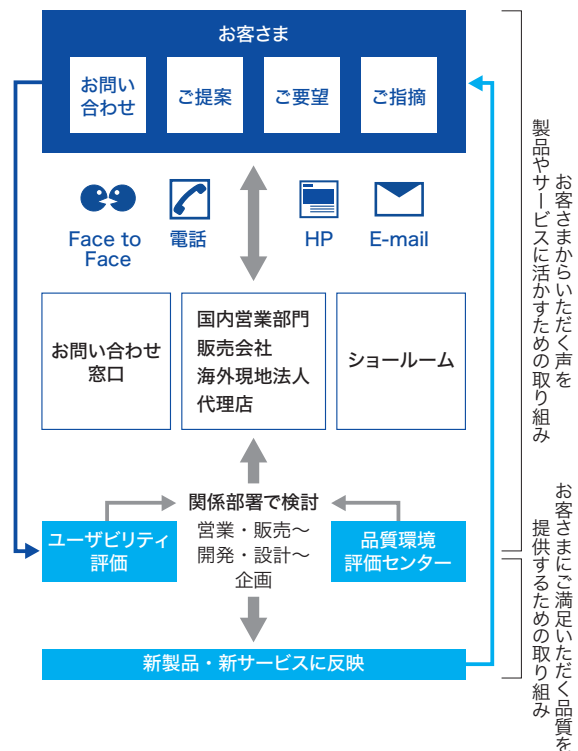 お客さま
お問い
合わせ
ご提案
ご要望
ご指摘
Face to
Face
電話
HP
E-mail
お問い合わせ
窓口
国内営業部門
販売会社
海外現地法人
代理店
ショールーム
関係部署で検討
営業・販売〜
開発・設計〜
企画
ユーザビリティ
評価
品質環境
評価センター
新製品・新サービスに反映
お客さまからいただく声を
製品やサービスに活かすための取り組み
お客さまにご満足いただく品質を
提供するための取り組み